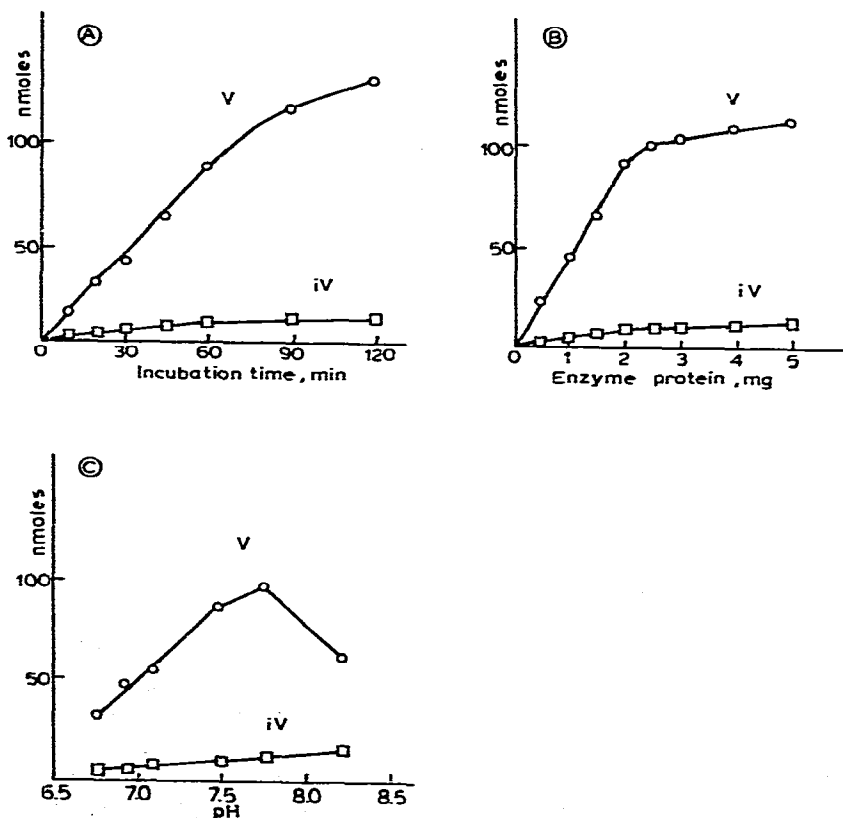 A
nmoles
100
50
V
iV
0 30 60 90 120
Incubation time, min
B
nmoles
100
50
V
iV
0 1 2 3 4 5
Enzyme protein, mg
C
nmoles
100
50
V
iV
6.5 7.0 7.5 8.0 8.5
pH